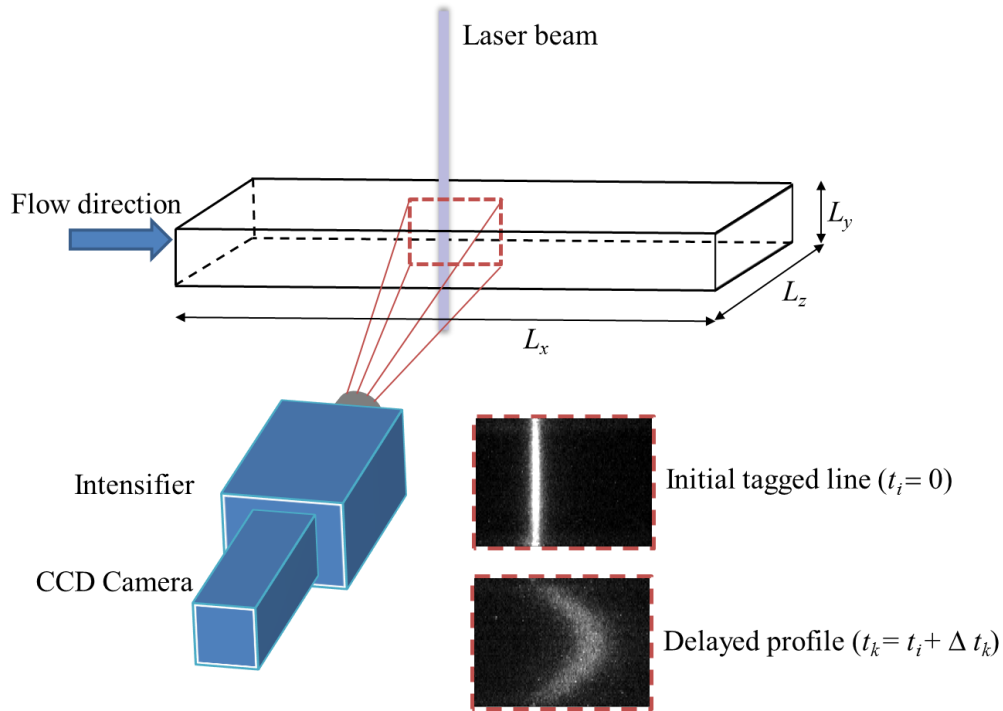 Laser beam
Flow direction
L_y
L_z
L_x
Intensifier
Initial tagged line (t_i = 0)
CCD Camera
Delayed profile (t_k = t_i + Δ t_k)